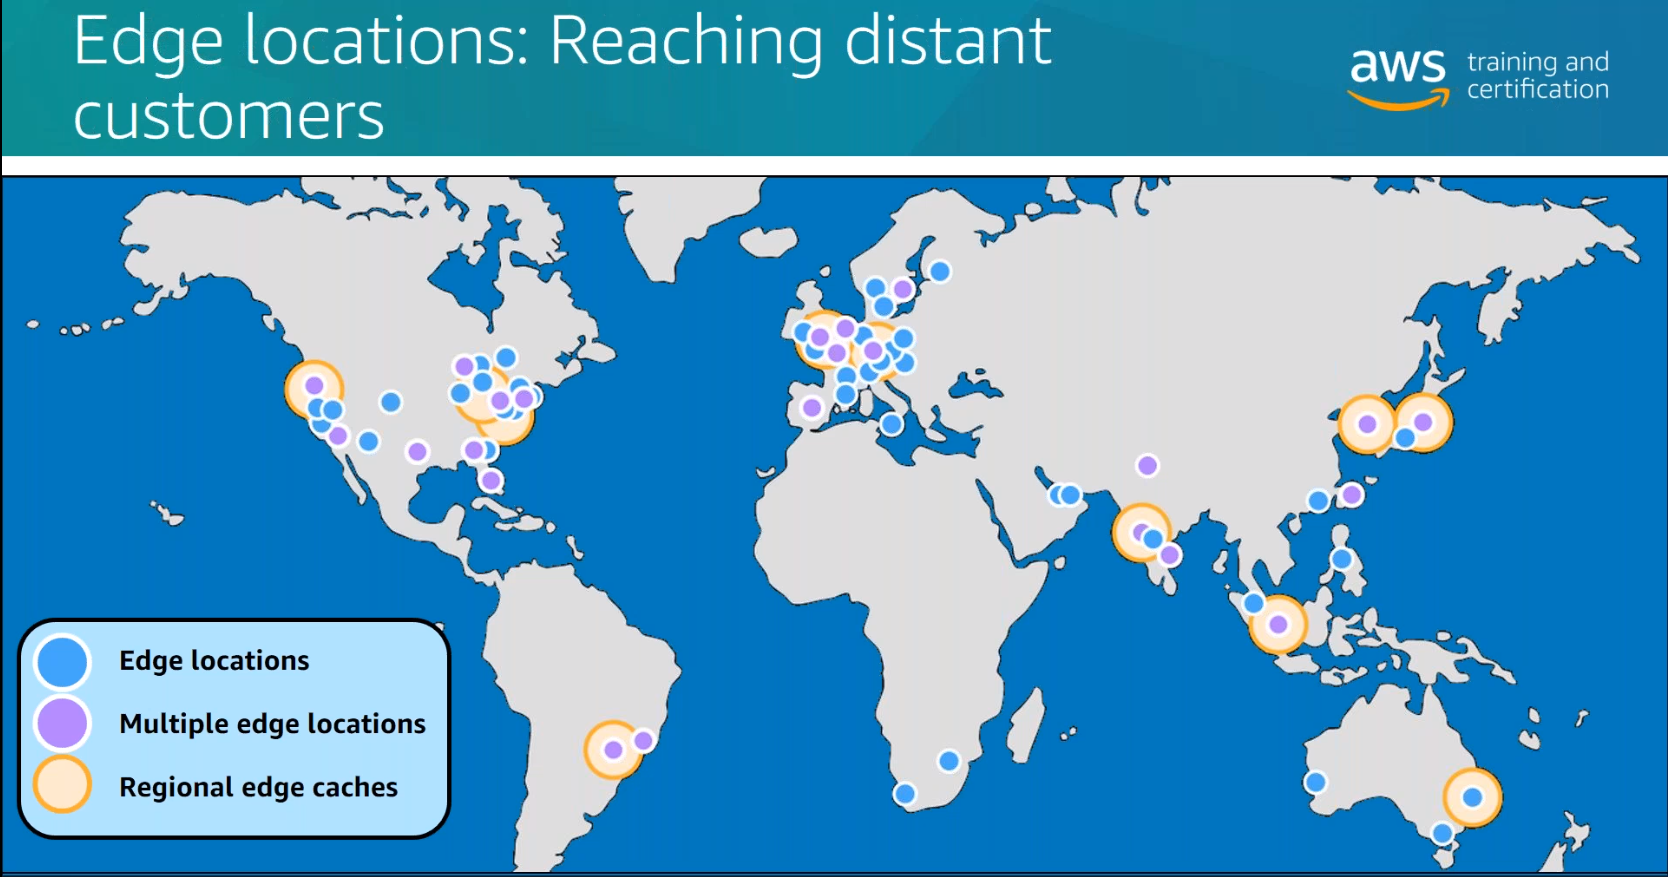 Edge locations: Reaching distant
customers
aws training and
certification
Edge locations
Multiple edge locations
Regional edge caches